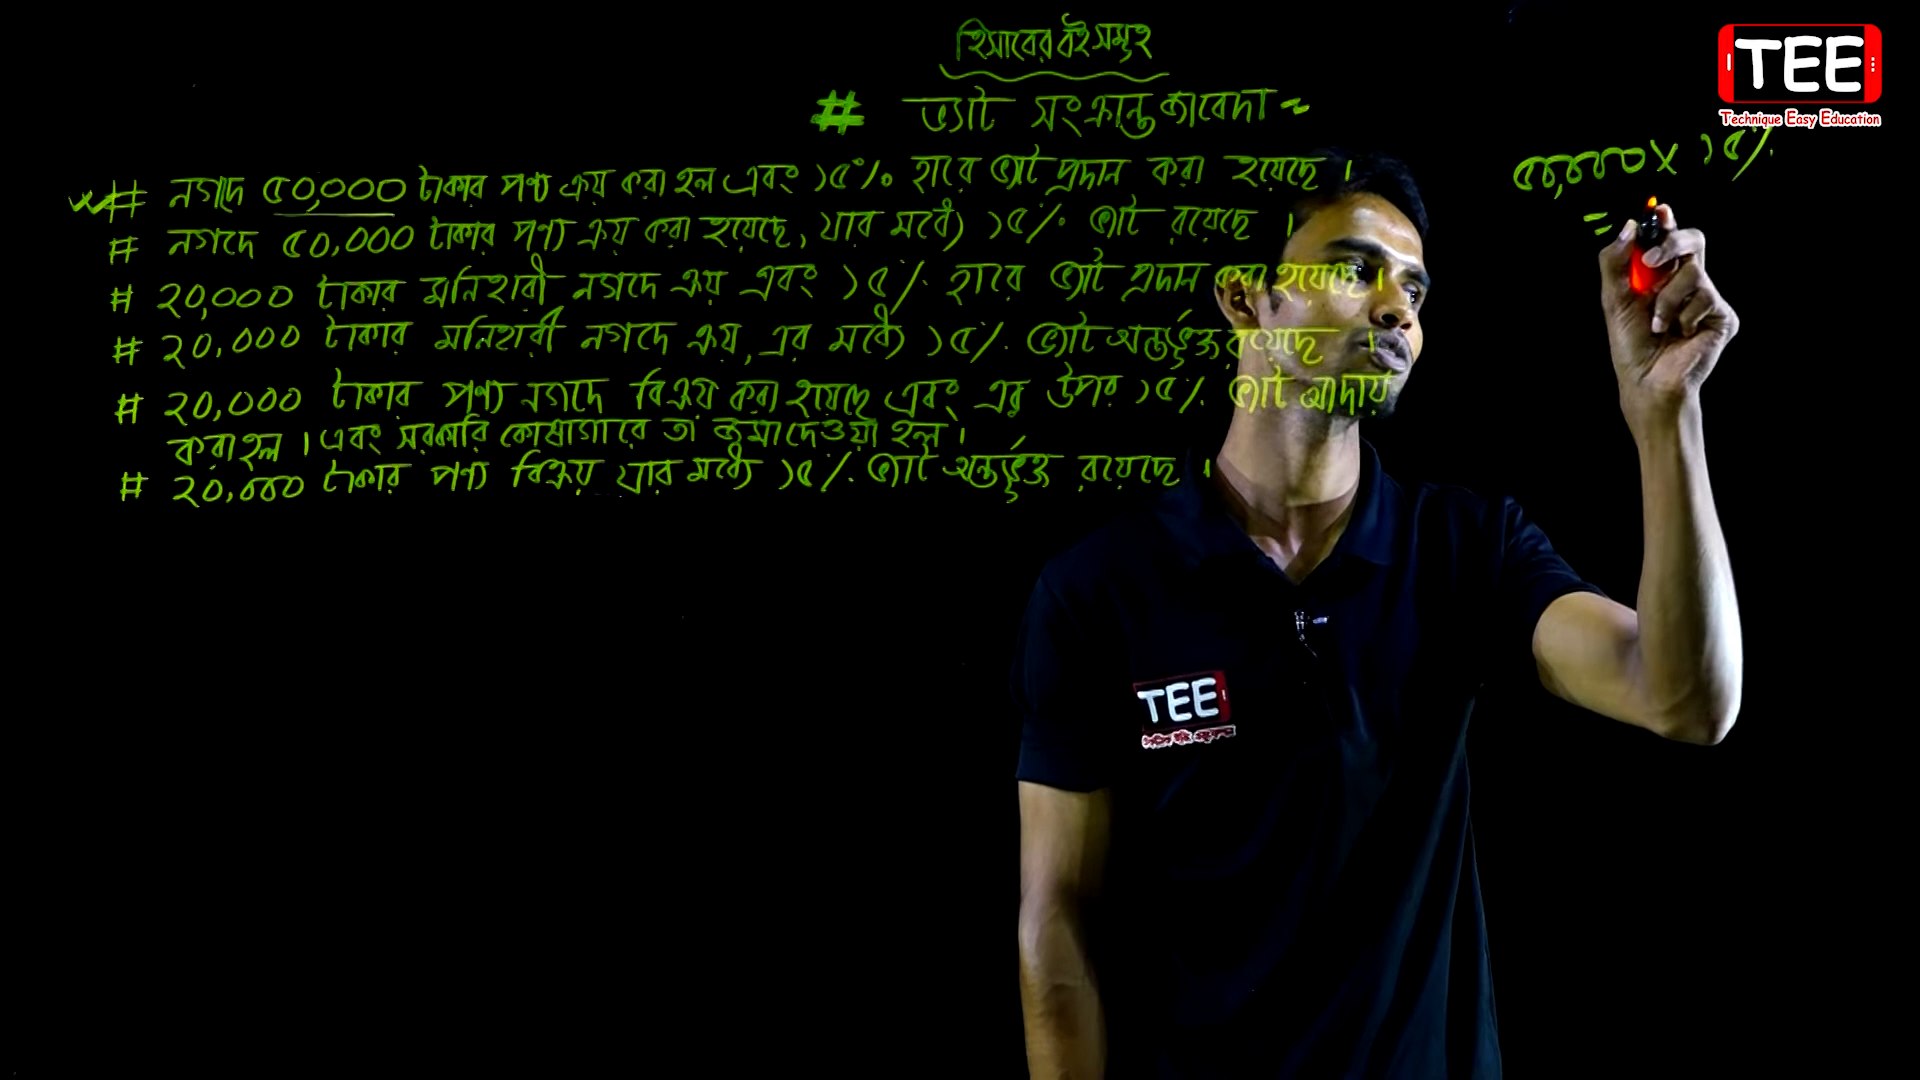 হিসাবের বই সমূহ
# ভ্যাট সংক্রান্ত জাবেদা ~
TEE
Technique Easy Education
৫০,০০০ X ১৫%
=
# নগদে ৫০,০০০ টাকার পণ্য ক্রয় করা হল এবং ১৫% হারে ভ্যাট প্রদান করা হয়েছে ।
# নগদে ৫০,০০০ টাকার পণ্য ক্রয় করা হয়েছে, যার মধ্যে ১৫% ভ্যাট রয়েছে ।
# ২০,০০০ টাকার মনিহারী নগদে ক্রয় এবং ১৫% হারে ভ্যাট প্রদান করা হয়েছে ।
# ২০,০০০ টাকার মনিহারী নগদে ক্রয়, এর মধ্যে ১৫% ভ্যাট অন্তর্ভূক্ত রয়েছে ।
# ২০,০০০ টাকার পণ্য নগদে বিক্রয় করা হয়েছে এবং এর উপর ১৫% ভ্যাট আদায়
করা হল । এবং সরকারি কোষাগারে তা জমা দেওয়া হল ।
# ২০,০০০ টাকার পণ্য বিক্রয় যার মধ্যে ১৫% ভ্যাট অন্তর্ভূক্ত রয়েছে ।
TEE